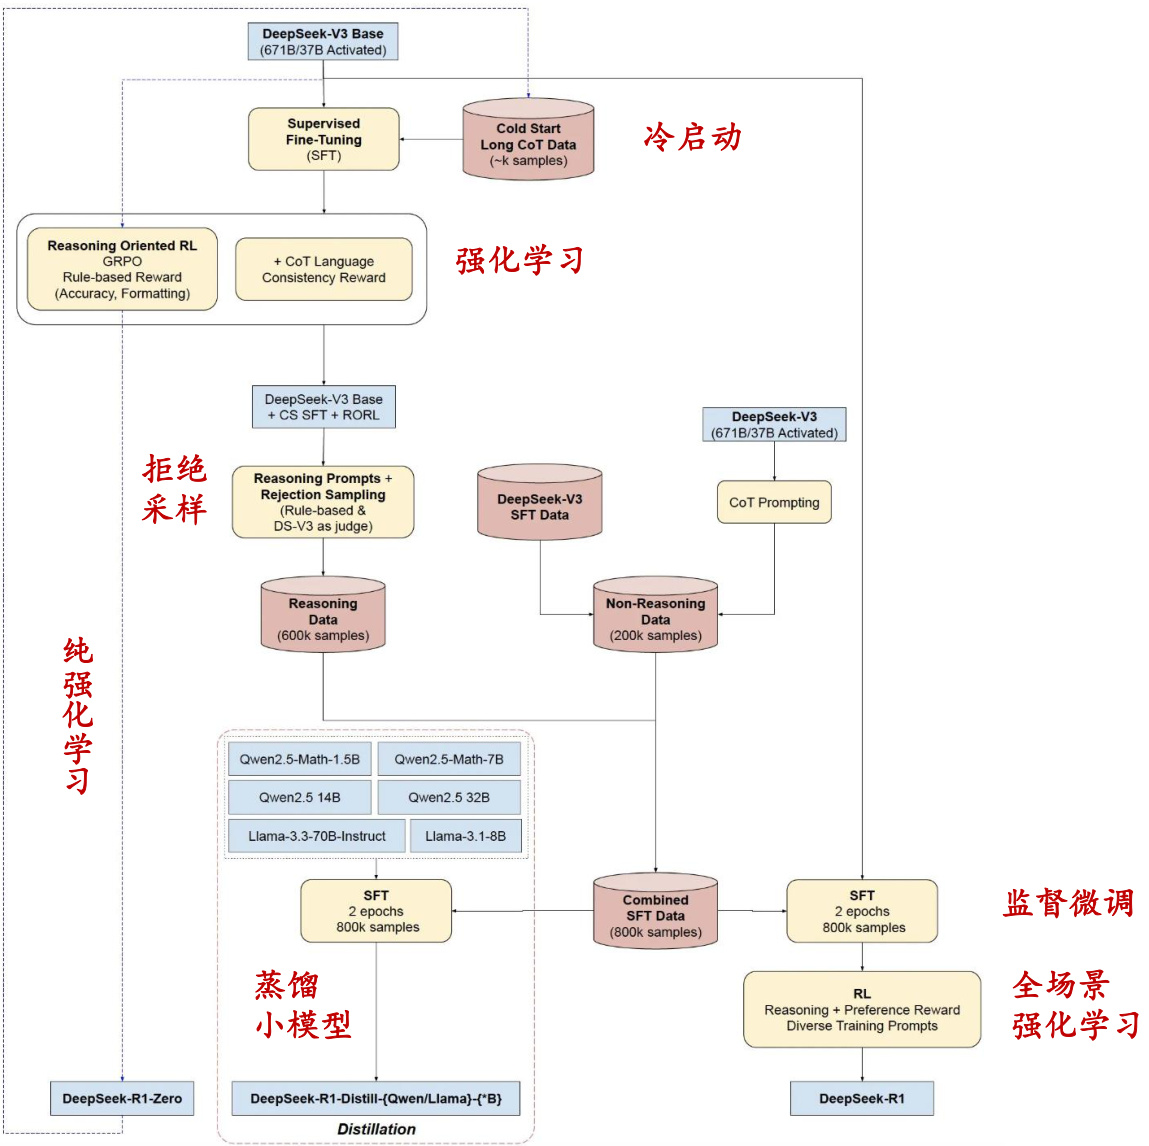 DeepSeek-V3 Base
(671B/37B Activated)
Supervised
Fine-Tuning
(SFT)
Cold Start
Long CoT Data
(~k samples)
冷启动
Reasoning Oriented RL
GRPO
Rule-based Reward
(Accuracy, Formatting)
+ CoT Language
Consistency Reward
强化学习
DeepSeek-V3 Base
+ CS SFT + RORL
DeepSeek-V3
(671B/37B Activated)
拒绝
采样
Reasoning Prompts +
Rejection Sampling
(Rule-based &
DS-V3 as judge)
DeepSeek-V3
SFT Data
CoT Prompting
Reasoning
Data
(600k samples)
Non-Reasoning
Data
(200k samples)
纯
强
化
学
习
Qwen2.5-Math-1.5B
Qwen2.5-Math-7B
Qwen2.5 14B
Qwen2.5 32B
Llama-3.3-70B-Instruct
Llama-3.1-8B
SFT
2 epochs
800k samples
Combined
SFT Data
(800k samples)
SFT
2 epochs
800k samples
监督微调
蒸馏
小模型
RL
Reasoning + Preference Reward
Diverse Training Prompts
全场景
强化学习
DeepSeek-R1-Zero
DeepSeek-R1-Distill-{Qwen/Llama}-{*B}
DeepSeek-R1
Distillation